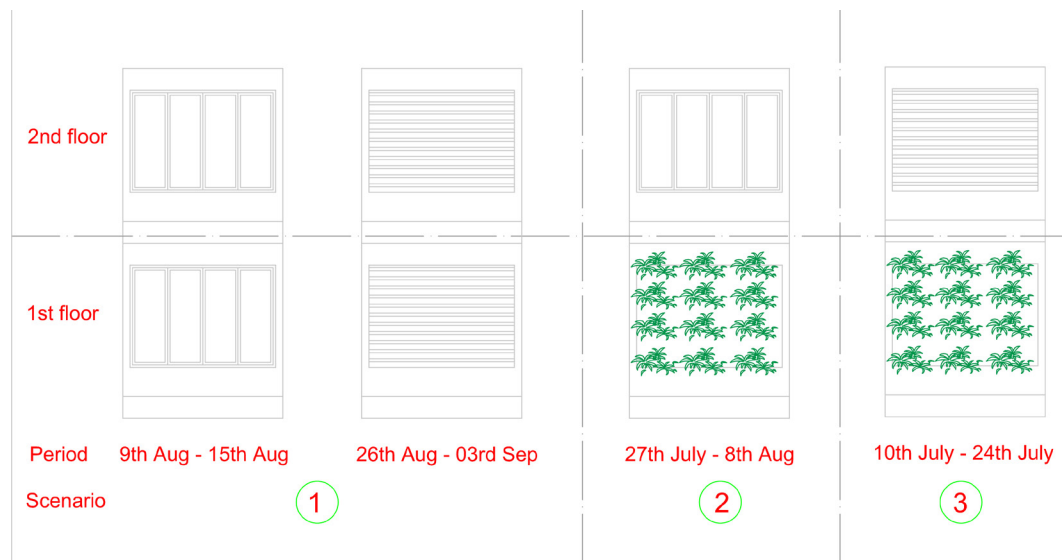 2nd floor
1st floor
Period 9th Aug - 15th Aug 26th Aug - 03rd Sep 27th July - 8th Aug 10th July - 24th July
Scenario 1 2 3